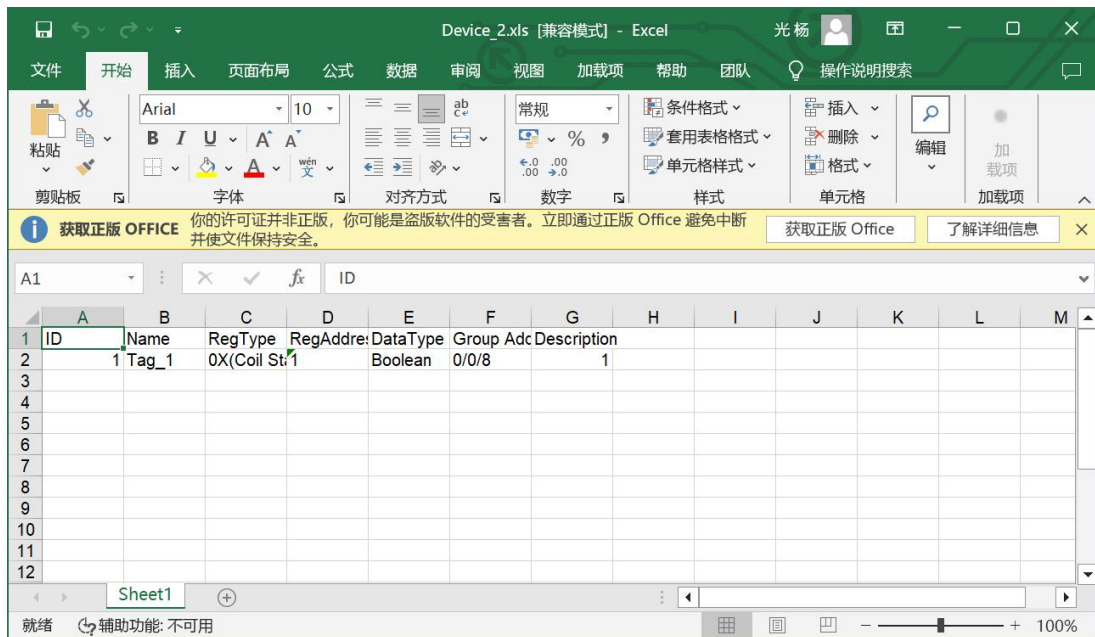 Device_2.xls [兼容模式] - Excel 光 杨
文件 开始 插入 页面布局 公式 数据 审阅 视图 加载项 帮助 团队 操作说明搜索
粘贴
剪贴板
Arial 10
B I U A A
A wén 文
字体
ab
对齐方式
常规
% 9
.0 .00
.00 .0
数字
条件格式
套用表格格式
单元格样式
样式
插入
删除
格式
单元格
编辑
加
载项
加载项
获取正版 OFFICE 你的许可证并非正版，你可能是盗版软件的受害者。立即通过正版 Office 避免中断
并使文件保持安全。
获取正版 Office 了解详细信息
A1 fx ID
A B C D E F G H I J K L M
1 ID Name RegType RegAddre DataType Group Adc Description
2 1 Tag_1 0X(Coil Sta 1 Boolean 0/0/8 1
3
4
5
6
7
8
9
10
11
12
Sheet1
就绪 辅助功能: 不可用 100%